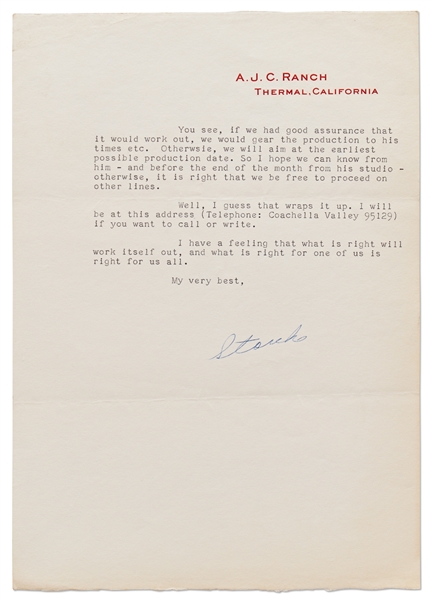 A. J. C. RANCH
THERMAL, CALIFORNIA
You see, if we had good assurance that
it would work out, we would gear the production to his
times etc. Otherwsie, we will aim at the earliest
possible production date. So I hope we can know from
him - and before the end of the month from his studio -
otherwise, it is right that we be free to proceed on
other lines.
Well, I guess that wraps it up. I will
be at this address (Telephone: Coachella Valley 95129)
if you want to call or write.
I have a feeling that what is right will
work itself out, and what is right for one of us is
right for us all.
My very best,